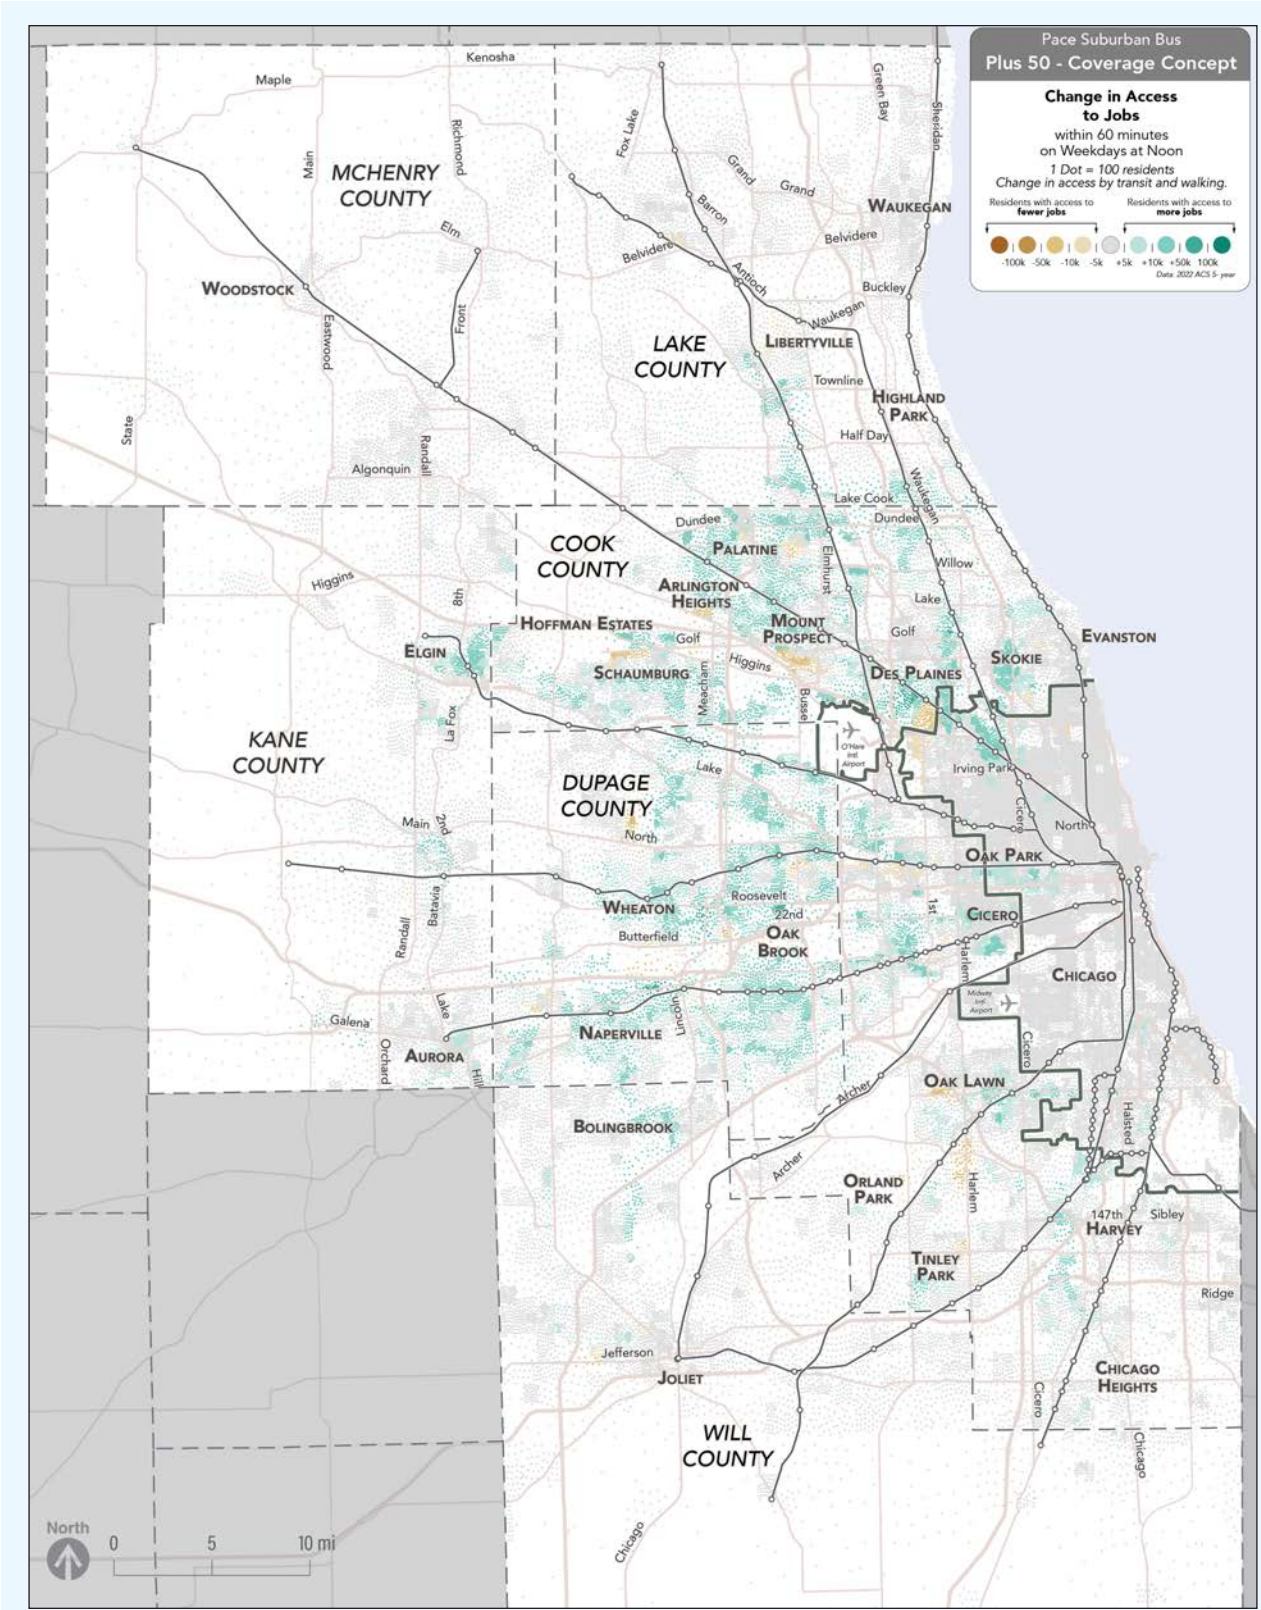 Pace Suburban Bus
Plus 50 - Coverage Concept
Change in Access
to Jobs
within 60 minutes
on Weekdays at Noon
1 Dot = 100 residents
Change in access by transit and walking.
Residents with access to
fewer jobs
Residents with access to
more jobs
-100k -50k -10k -5k +5k +10k +50k 100k
Data: 2022 ACS 5- year
Kenosha
Maple
Green Bay
Sheridan
Fox Lake
Richmond
Main
MCHENRY
COUNTY
Grand
Grand
Barron
WAUKEGAN
Elm
Belvidere
Belvidere
Antioch
Buckley
WOODSTOCK
Front
Waukegan
Eastwood
LIBERTYVILLE
LAKE
COUNTY
Townline
HIGHLAND
PARK
State
Half Day
Randall
Algonquin
Waukegan
Lake Cook
Dundee
Dundee
COOK
COUNTY
PALATINE
Elmhurst
Willow
Higgins
8th
ARLINGTON
HEIGHTS
Lake
HOFFMAN ESTATES
MOUNT
PROSPECT
Golf
Golf
EVANSTON
ELGIN
Higgins
SKOKIE
SCHAUMBURG
Meacham
DES PLAINES
Busse
La Fox
KANE
COUNTY
O'Hare
Intl.
Airport
Lake
Irving Park
DUPAGE
COUNTY
Cicero
Main
2nd
North
North
OAK PARK
Roosevelt
WHEATON
22nd
1st
CICERO
Batavia
Randall
Butterfield
OAK
BROOK
Harlem
CHICAGO
Midway
Intl.
Airport
Lake
Lincoln
Galena
NAPERVILLE
Orchard
AURORA
Cicero
Hill
OAK LAWN
Archer
BOLINGBROOK
Halsted
Archer
ORLAND
PARK
Harlem
147th
Sibley
HARVEY
TINLEY
PARK
Ridge
Jefferson
JOLIET
CHICAGO
HEIGHTS
Cicero
WILL
COUNTY
Chicago
Chicago
North
0 5 10 mi